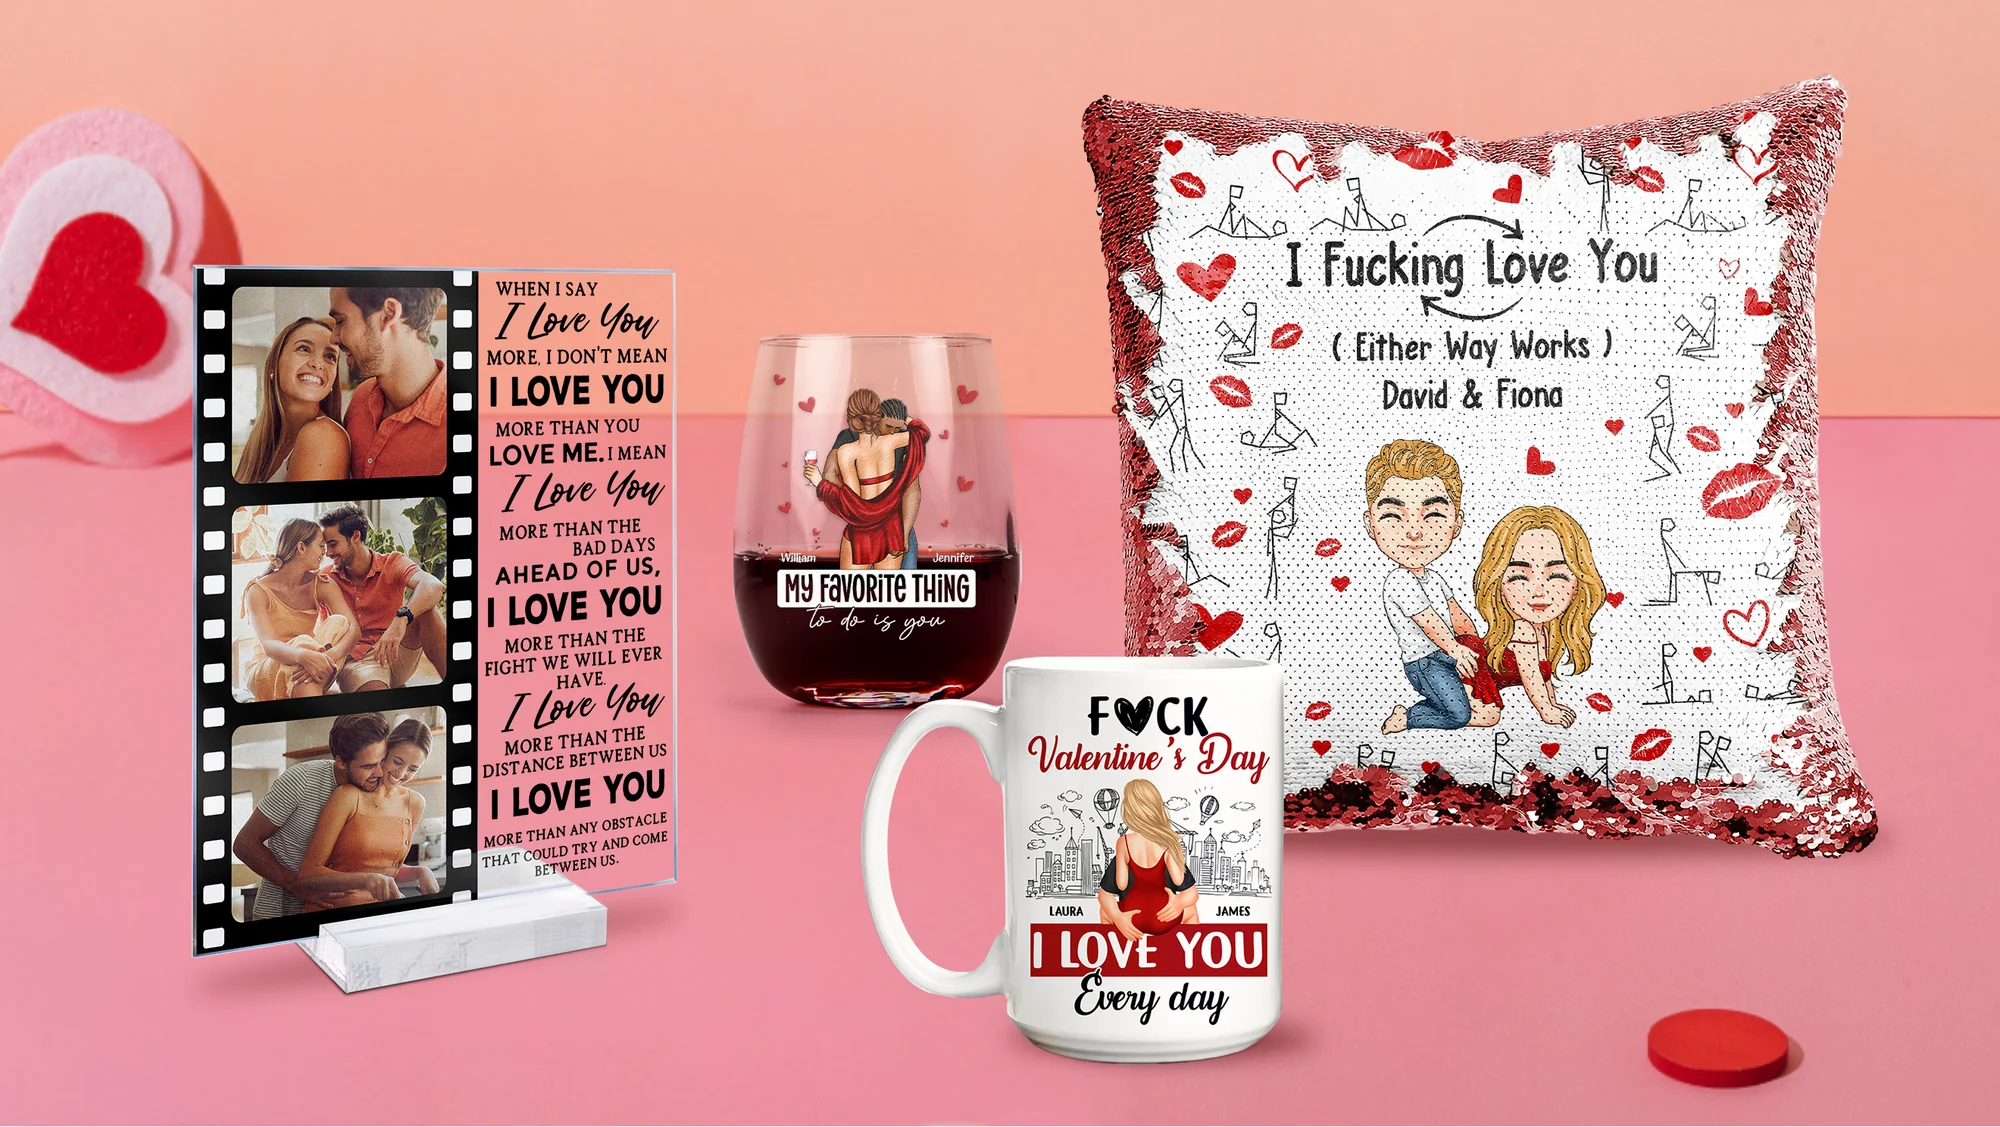 WHEN I SAY
I Love You
MORE, I DON'T MEAN
I LOVE YOU
MORE THAN YOU
LOVE ME. I MEAN
I Love You
MORE THAN THE
BAD DAYS
AHEAD OF US,
I LOVE YOU
MORE THAN THE
FIGHT WE WILL EVER
HAVE.
I Love You
MORE THAN THE
DISTANCE BETWEEN US
I LOVE YOU
MORE THAN ANY OBSTACLE
THAT COULD TRY AND COME
BETWEEN US.
William
Jennifer
MY FAVORITE THING
to do is you
F♥CK
Valentine's Day
LAURA
JAMES
I LOVE YOU
Every day
I Fucking Love You
( Either Way Works )
David & Fiona